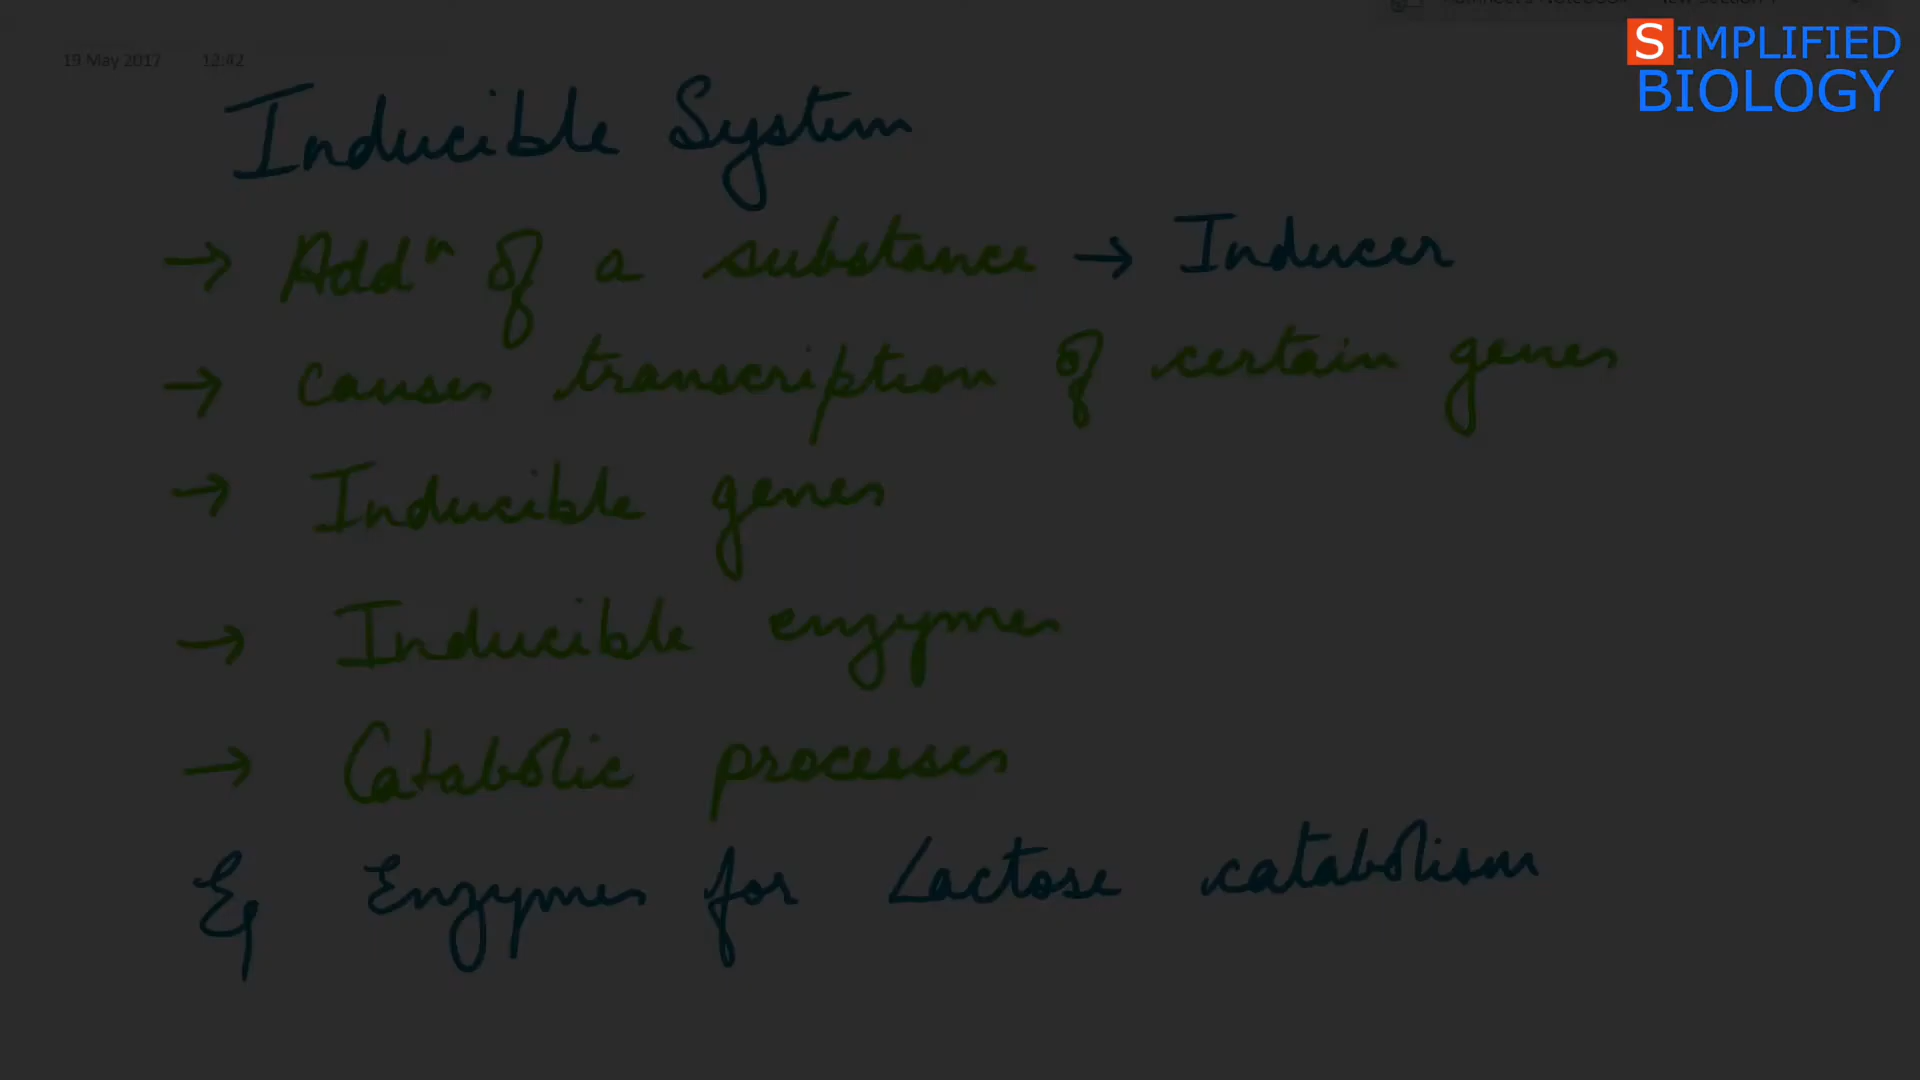 SIMPLIFIED
BIOLOGY
19 May 2017 12:42
Inducible System
→ Addⁿ of a substance → Inducer
→ Causes transcription of certain genes
→ Inducible genes
→ Inducible enzymes
→ Catabolic processes
Eg Enzymes for Lactose catabolism